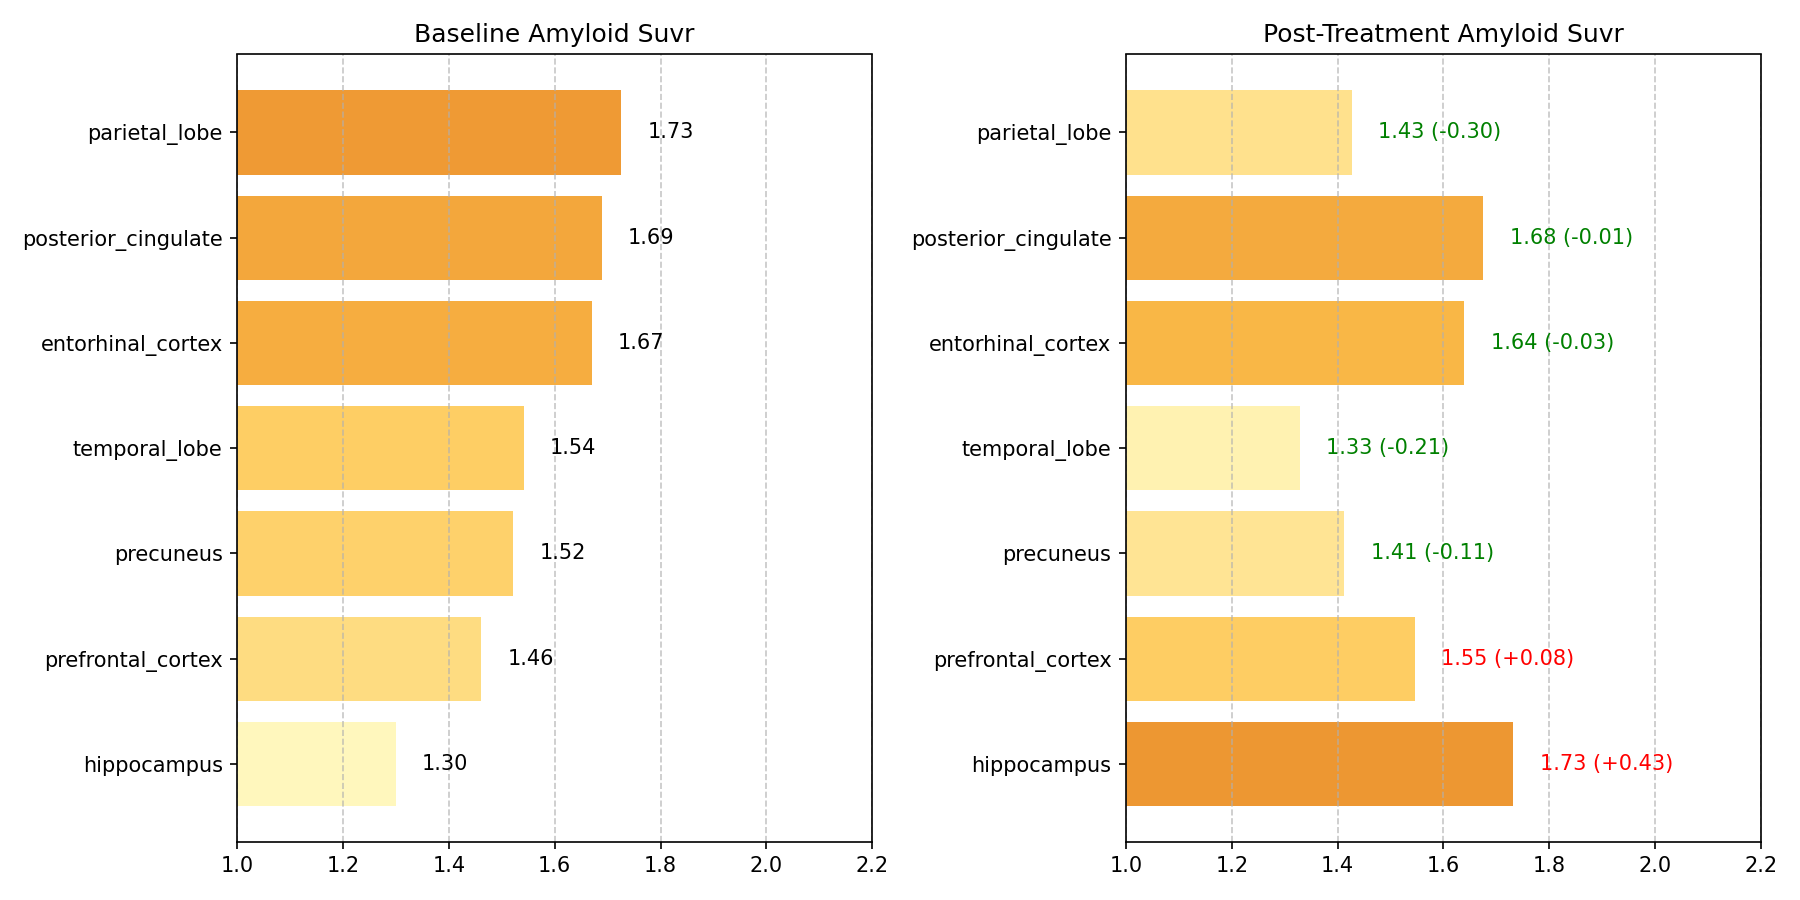 Baseline Amyloid Suvr
parietal_lobe 1.73
posterior_cingulate 1.69
entorhinal_cortex 1.67
temporal_lobe 1.54
precuneus 1.52
prefrontal_cortex 1.46
hippocampus 1.30
1.0 1.2 1.4 1.6 1.8 2.0 2.2
Post-Treatment Amyloid Suvr
parietal_lobe 1.43 (-0.30)
posterior_cingulate 1.68 (-0.01)
entorhinal_cortex 1.64 (-0.03)
temporal_lobe 1.33 (-0.21)
precuneus 1.41 (-0.11)
prefrontal_cortex 1.55 (+0.08)
hippocampus 1.73 (+0.43)
1.0 1.2 1.4 1.6 1.8 2.0 2.2